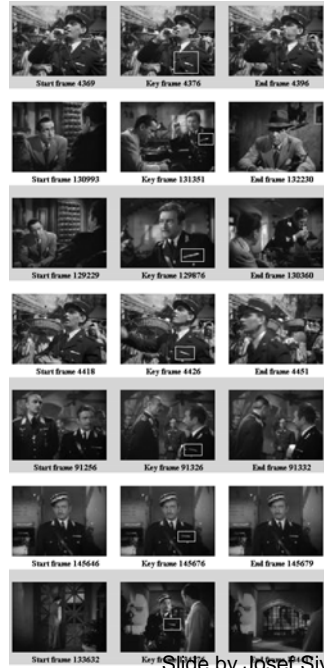 Start frame 4369 Key frame 4376 End frame 4396
Start frame 130993 Key frame 131351 End frame 132230
Start frame 129229 Key frame 129876 End frame 130360
Start frame 4418 Key frame 4426 End frame 4451
Start frame 91256 Key frame 91326 End frame 91332
Start frame 145646 Key frame 145676 End frame 145679
Start frame 133632 Key
Slide by Josef Si